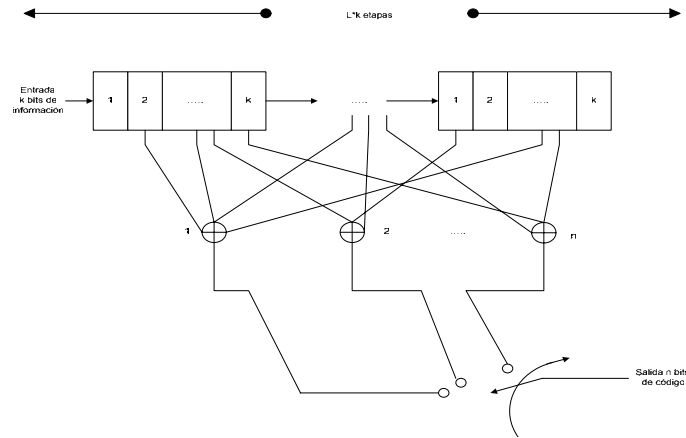 L*k etapas
Entrada
k bits de
información
1 2 ..... k ..... 1 2 ..... k
1 2 ..... n
Salida n bits
de código